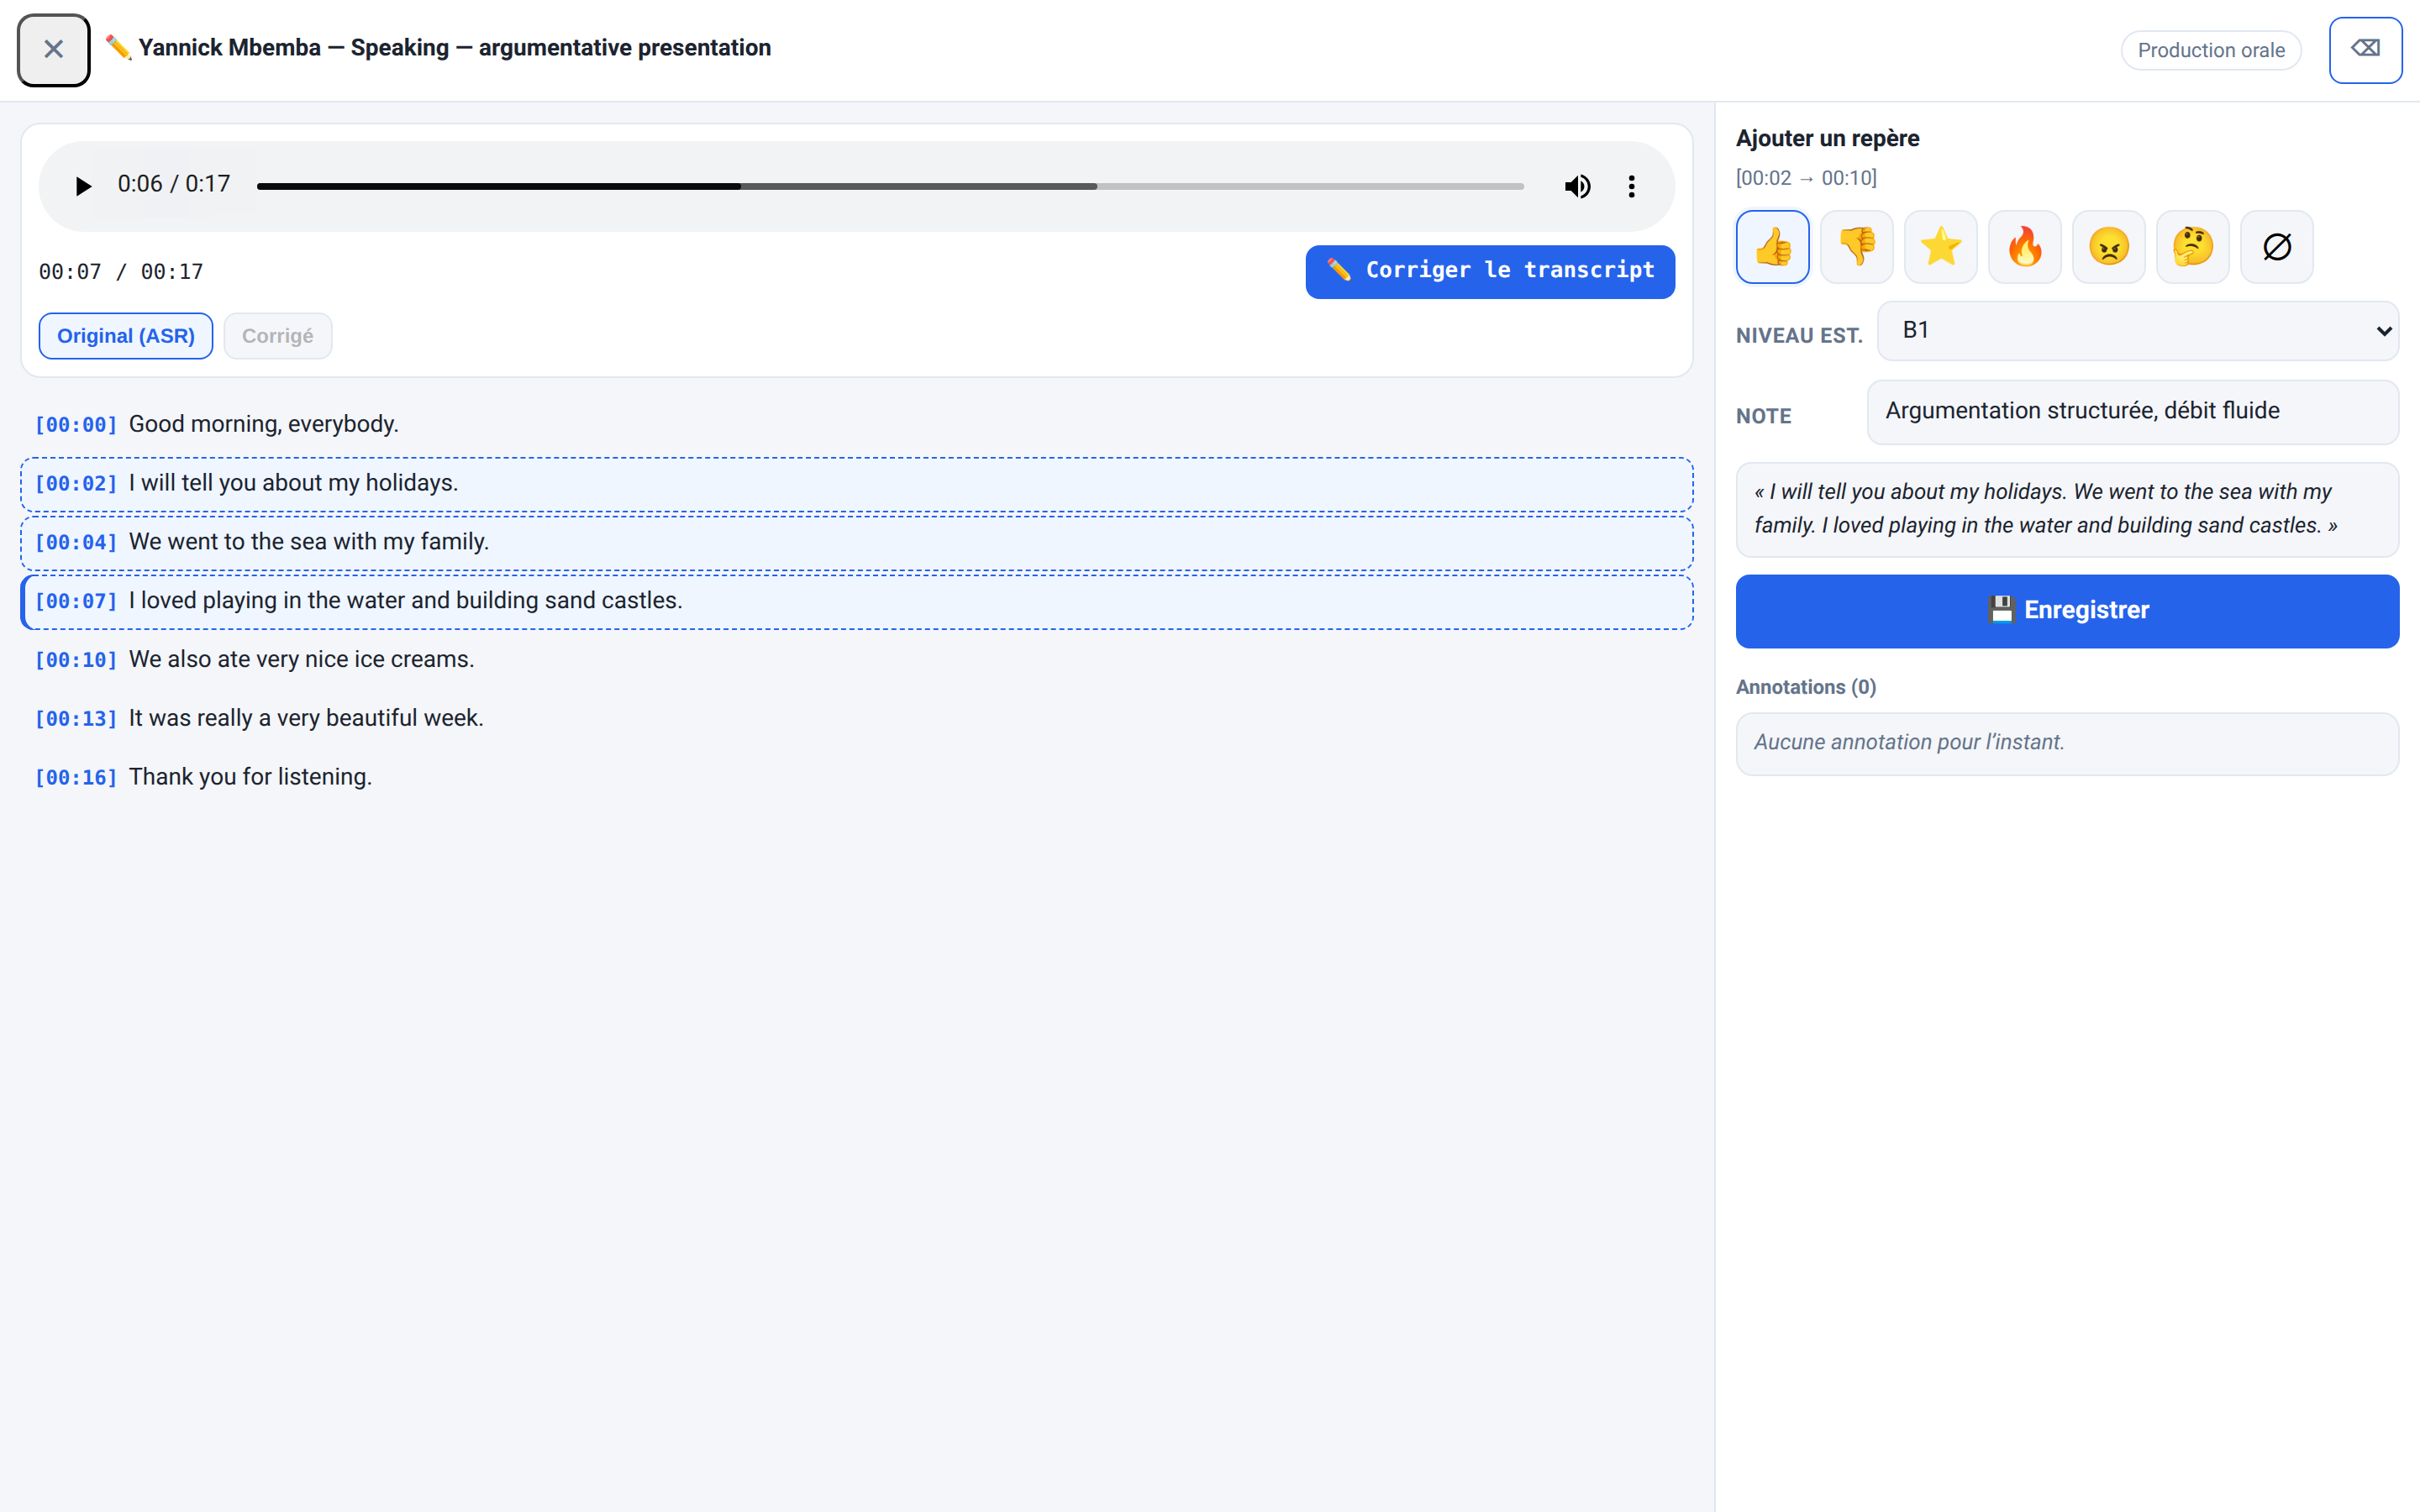 ✕ ✏️ Yannick Mbemba — Speaking — argumentative presentation
Production orale
0:06 / 0:17
00:07 / 00:17
✏️ Corriger le transcript
Original (ASR)
Corrigé
[00:00] Good morning, everybody.
[00:02] I will tell you about my holidays.
[00:04] We went to the sea with my family.
[00:07] I loved playing in the water and building sand castles.
[00:10] We also ate very nice ice creams.
[00:13] It was really a very beautiful week.
[00:16] Thank you for listening.
Ajouter un repère
[00:02 → 00:10]
👍 👎 ⭐ 🔥 😠 🤔 ∅
NIVEAU EST. B1
NOTE Argumentation structurée, débit fluide
« I will tell you about my holidays. We went to the sea with my
family. I loved playing in the water and building sand castles. »
💾 Enregistrer
Annotations (0)
Aucune annotation pour l’instant.